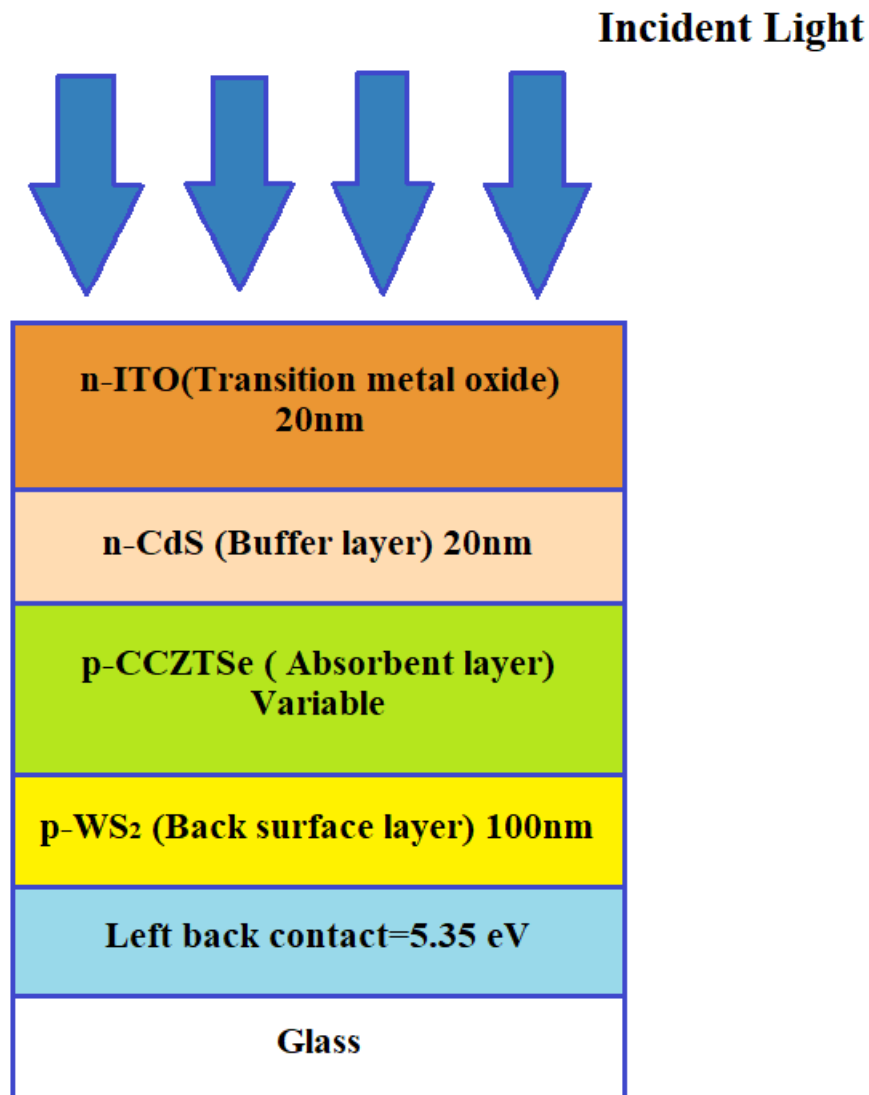 Incident Light
n-ITO(Transition metal oxide)
20nm
n-CdS (Buffer layer) 20nm
p-CCZTSe ( Absorbent layer)
Variable
p-WS₂ (Back surface layer) 100nm
Left back contact=5.35 eV
Glass